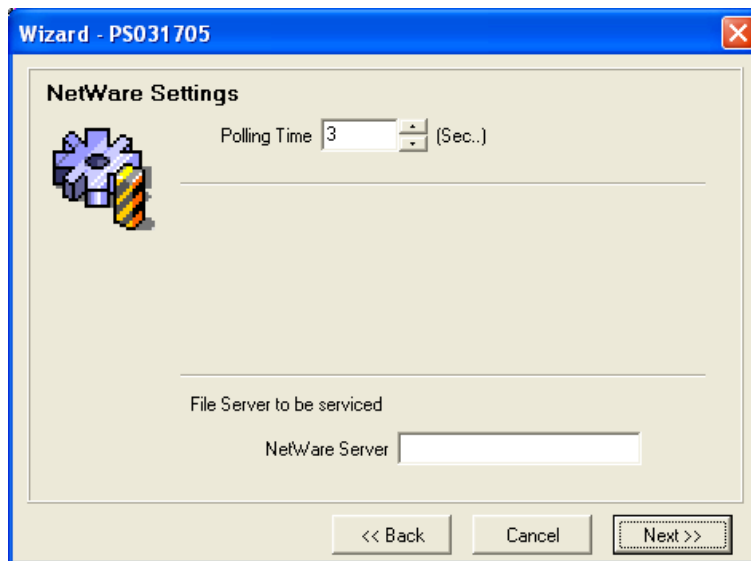 Wizard - PS031705
NetWare Settings
Polling Time 3 (Sec..)
File Server to be serviced
NetWare Server
<< Back Cancel Next >>